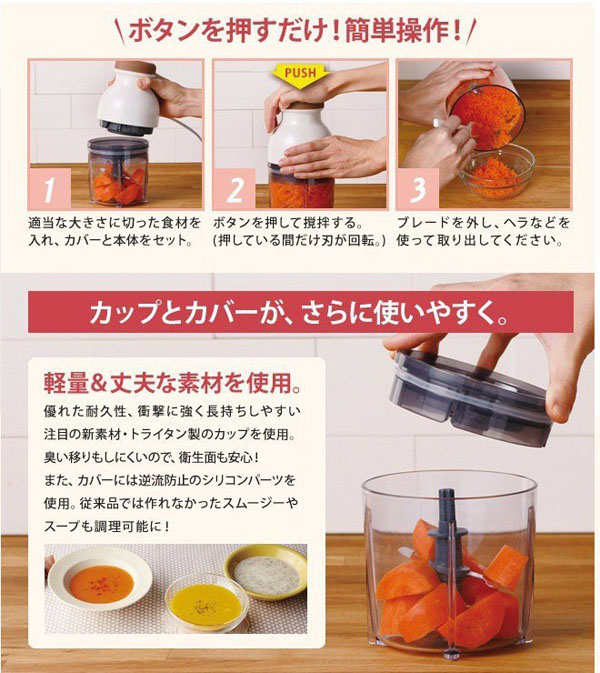 ボタンを押すだけ！簡単操作！
PUSH
1
適当な大きさに切った食材を
入れ、カバーと本体をセット。
2
ボタンを押して撹拌する。
(押している間だけ刃が回転。)
3
ブレードを外し、ヘラなどを
使って取り出してください。
カップとカバーが、さらに使いやすく。
軽量&丈夫な素材を使用。
優れた耐久性、衝撃に強く長持ちしやすい
注目の新素材・トライタン製のカップを使用。
臭い移りもしにくいので、衛生面も安心！
また、カバーには逆流防止のシリコンパーツを
使用。従来品では作れなかったスムージーや
スープも調理可能に！